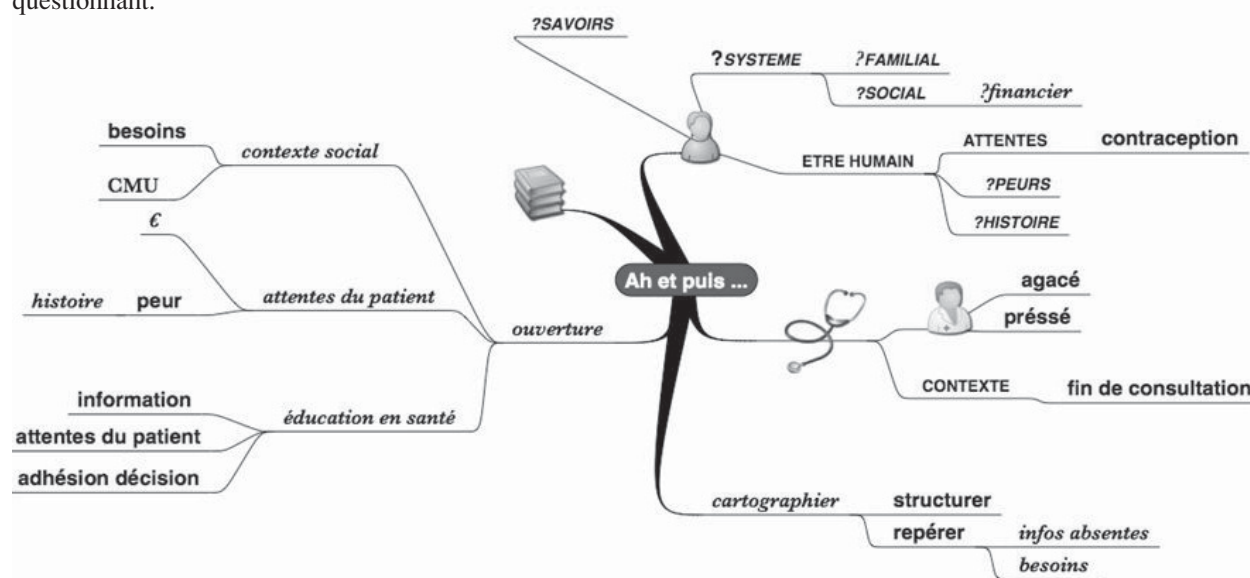 questionnant.
?SAVOIRS
?SYSTEME
?FAMILIAL
?SOCIAL
?financier
ETRE HUMAIN
ATTENTES
contraception
?PEURS
?HISTOIRE
Ah et puis ...
agacé
préssé
CONTEXTE
fin de consultation
cartographier
structurer
repérer
infos absentes
besoins
ouverture
contexte social
besoins
CMU
attentes du patient
€
peur
histoire
éducation en santé
information
attentes du patient
adhésion décision